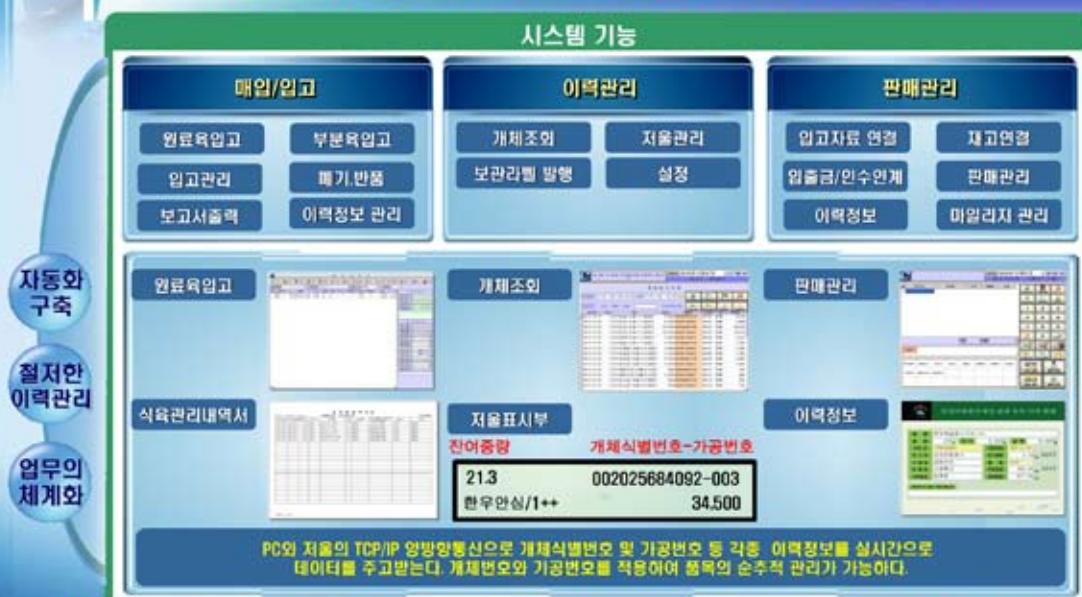 시스템 기능
매입/입고
원료육입고
부분육입고
입고관리
폐기.반품
보고서출력
이력정보 관리
이력관리
개체조회
저울관리
보관라벨 발행
설정
판매관리
입고자료 연결
재고연결
입출금/인수인계
판매관리
이력정보
마일리지 관리
자동화
구축
철저한
이력관리
업무의
체계화
원료육입고
개체조회
판매관리
식육관리내역서
저울표시부
이력정보
잔여중량 개체식별번호-가공번호
21.3 002025684092-003
한우안심/1++ 34,500
PC와 저울의 TCP/IP 양방향통신으로 개체식별번호 및 가공번호 등 각종 이력정보를 실시간으로
데이터를 주고받는다. 개체번호와 가공번호를 적용하여 품목의 순추적 관리가 가능하다.